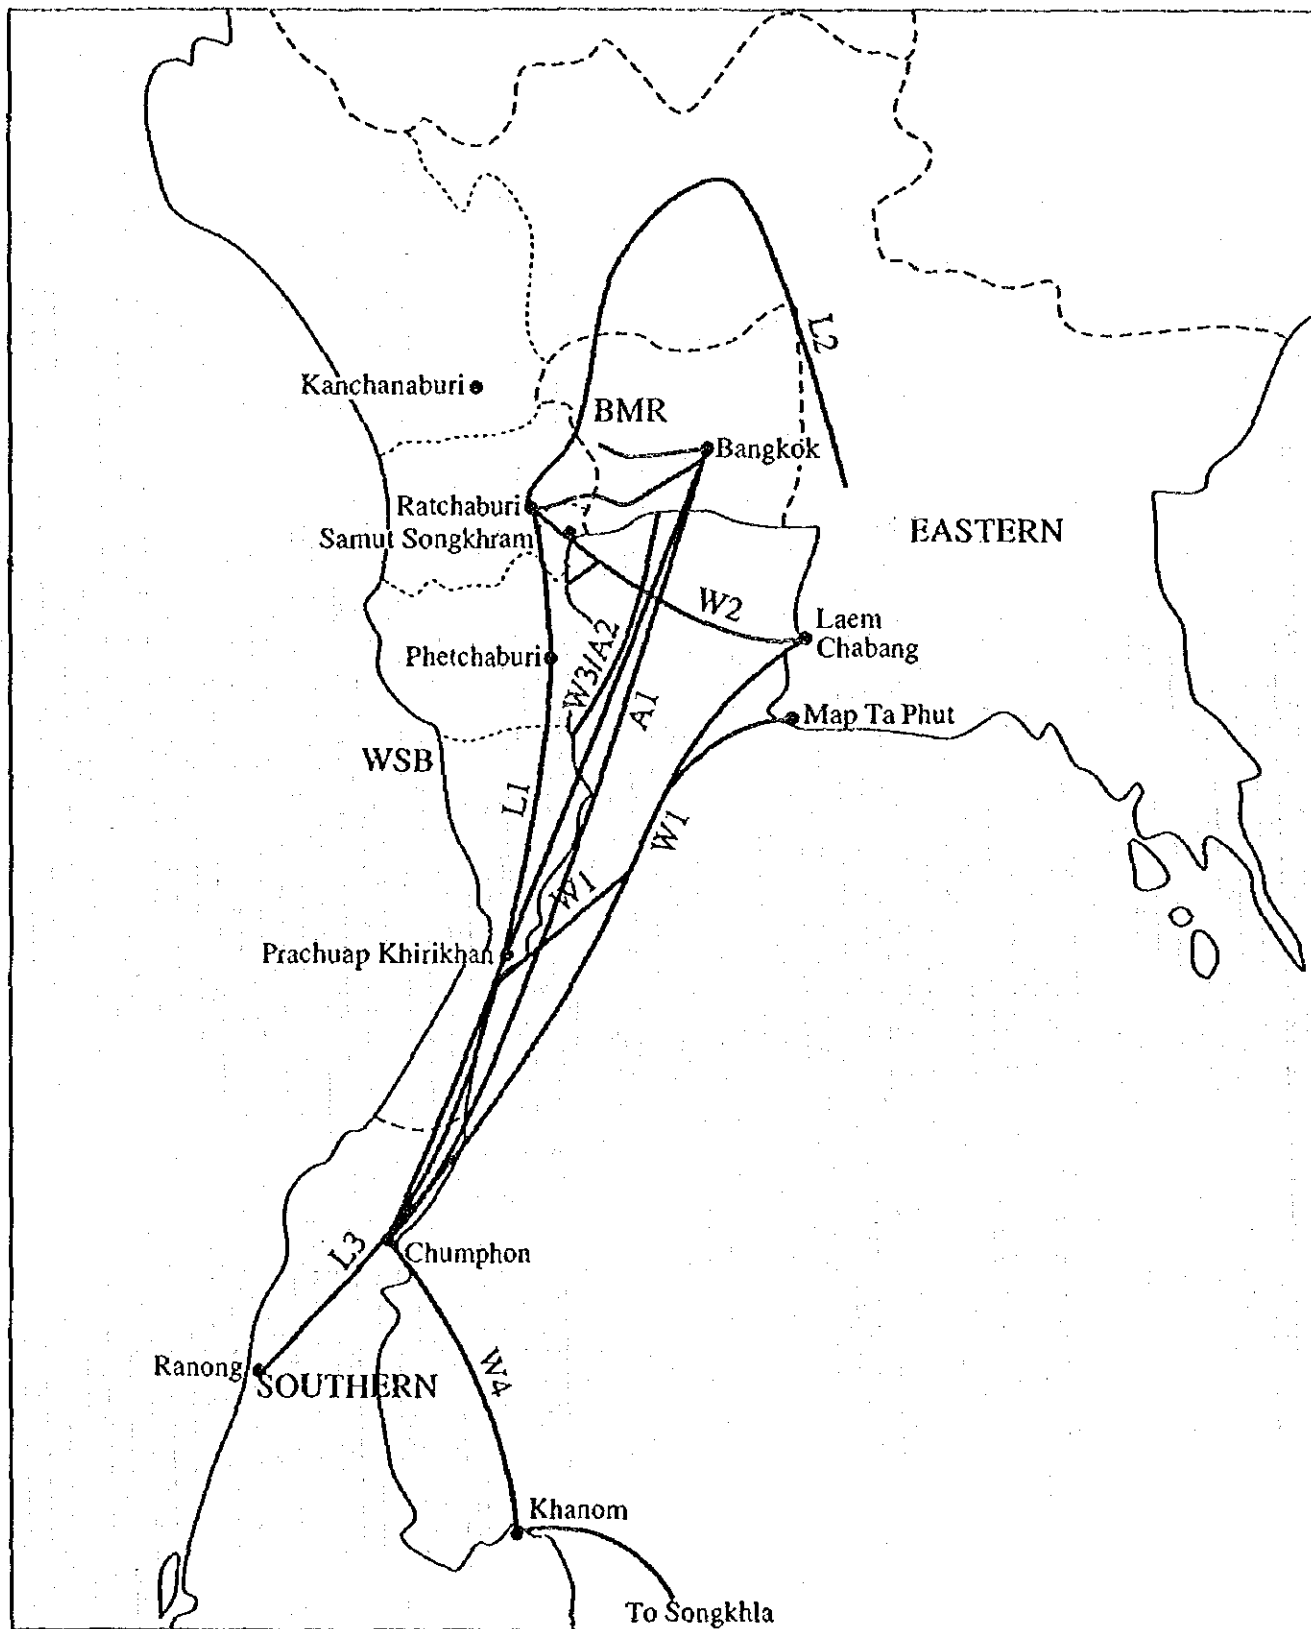 L2
Kanchanaburi
BMR
Bangkok
Ratchaburi
Samut Songkhram
EASTERN
W2
Laem
Chabang
Phetchaburi
W3/A2
A1
Map Ta Phut
WSB
L1
W1
W1
Prachuap Khirikhan
L3
Chumphon
Ranong
SOUTHERN
W4
Khanom
To Songkhla